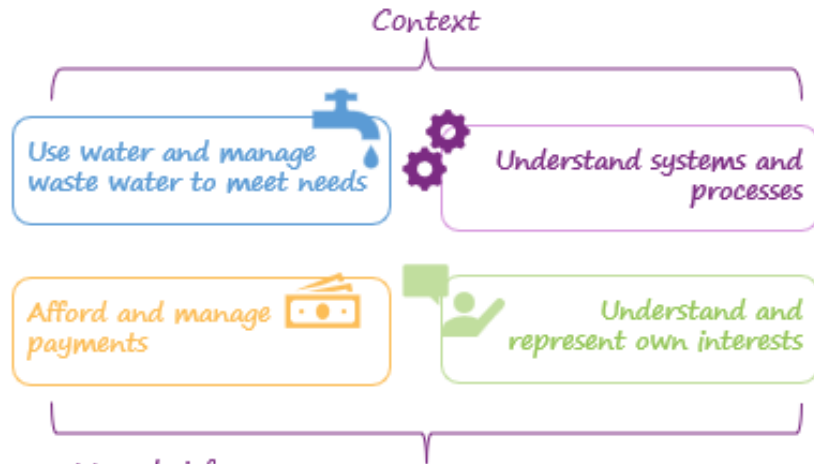 Context
Use water and manage
waste water to meet needs
Understand systems and
processes
Afford and manage
payments
Understand and
represent own interests